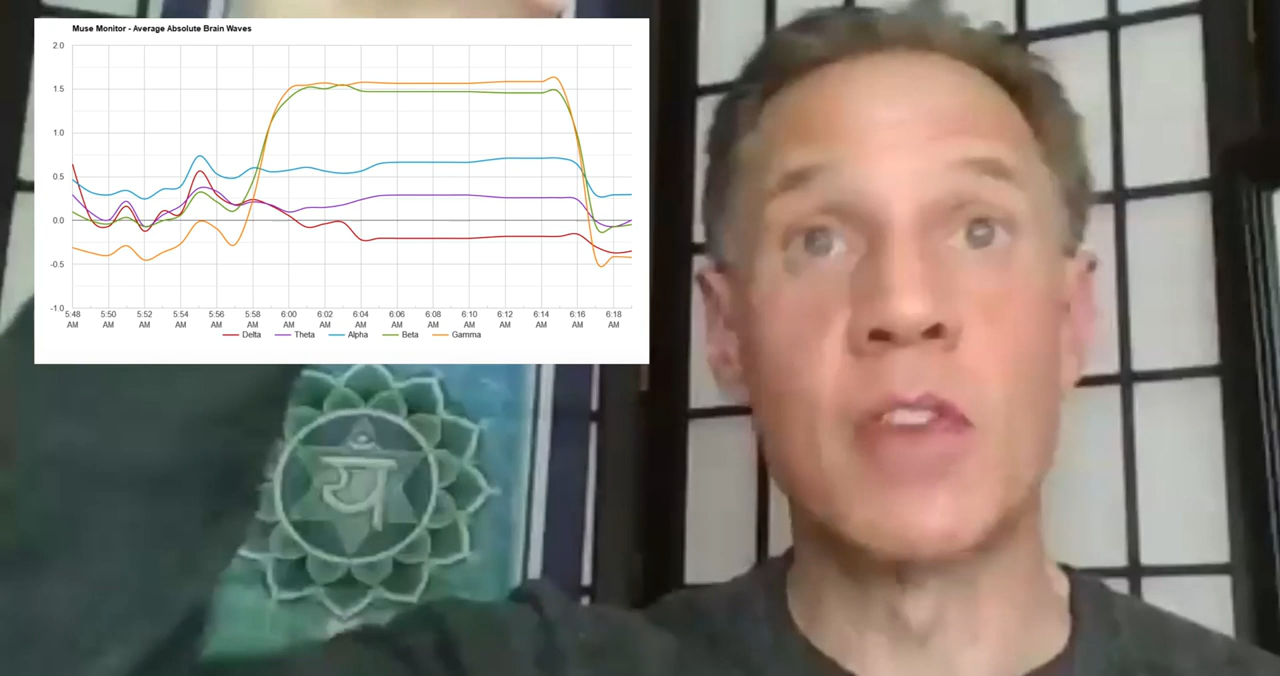 Muse Monitor - Average Absolute Brain Waves
2.0
1.5
1.0
0.5
0.0
-0.5
-1.0
5:48 AM
5:50 AM
5:52 AM
5:54 AM
5:56 AM
5:58 AM
6:00 AM
6:02 AM
6:04 AM
6:06 AM
6:08 AM
6:10 AM
6:12 AM
6:14 AM
6:16 AM
6:18 AM
Delta Theta Alpha Beta Gamma
यं